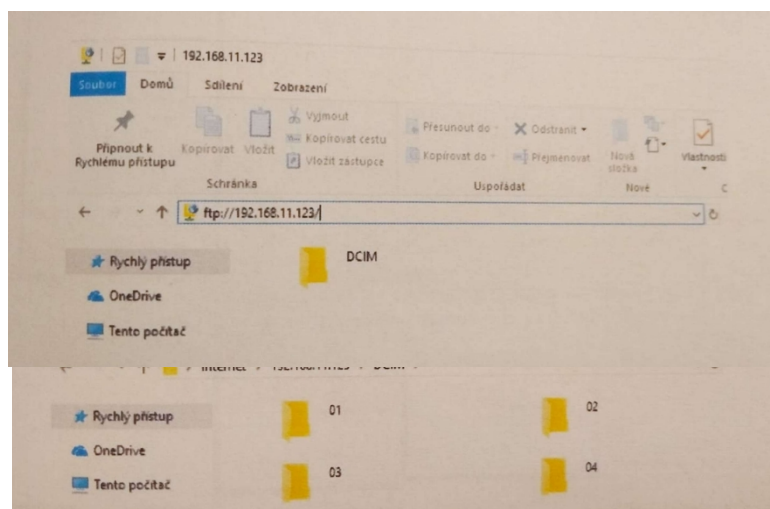 192.168.11.123
Soubor Domů Sdílení Zobrazení
Připnout k Rychlému přístupu
Kopírovat
Vložit
Vyjmout
Kopírovat cestu
Vložit zástupce
Schránka
Přesunout do
Kopírovat do
Odstranit
Přejmenovat
Uspořádat
Nová složka
Nové
Vlastnosti
ftp://192.168.11.123/
Rychlý přístup
OneDrive
Tento počítač
DCIM
Internet
Rychlý přístup
OneDrive
Tento počítač
01
02
03
04